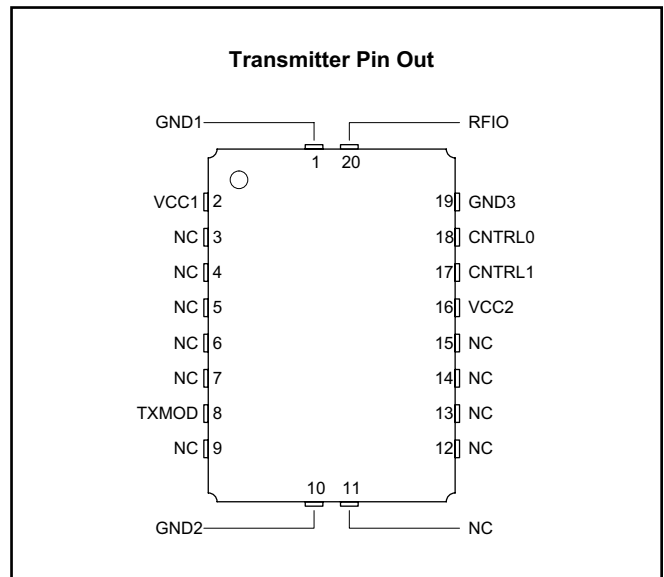 Transmitter Pin Out
GND1 RFIO
1 20
VCC1 2 19 GND3
NC 3 18 CNTRL0
NC 4 17 CNTRL1
NC 5 16 VCC2
NC 6 15 NC
NC 7 14 NC
TXMOD 8 13 NC
NC 9 12 NC
10 11
GND2 NC